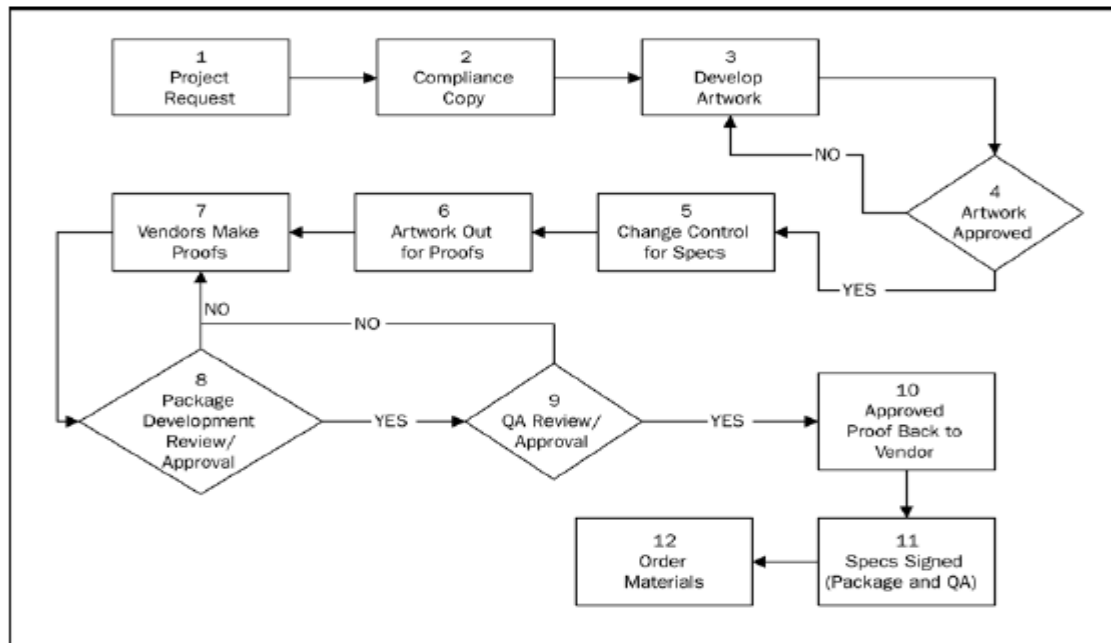 1
Project
Request
2
Compliance
Copy
3
Develop
Artwork
NO
4
Artwork
Approved
YES
5
Change Control
for Specs
6
Artwork Out
for Proofs
7
Vendors Make
Proofs
NO
NO
8
Package
Development
Review/
Approval
YES
9
QA Review/
Approval
YES
10
Approved
Proof Back to
Vendor
11
Specs Signed
(Package and QA)
12
Order
Materials